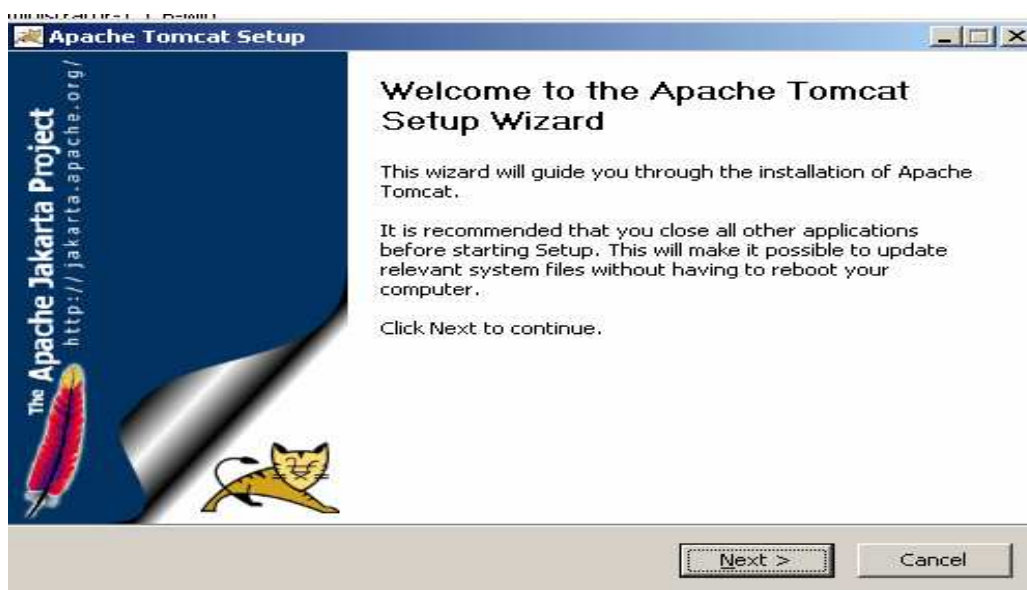 Apache Tomcat Setup
The Apache Jakarta Project
http://jakarta.apache.org/
Welcome to the Apache Tomcat
Setup Wizard
This wizard will guide you through the installation of Apache
Tomcat.
It is recommended that you close all other applications
before starting Setup. This will make it possible to update
relevant system files without having to reboot your
computer.
Click Next to continue.
Next >
Cancel